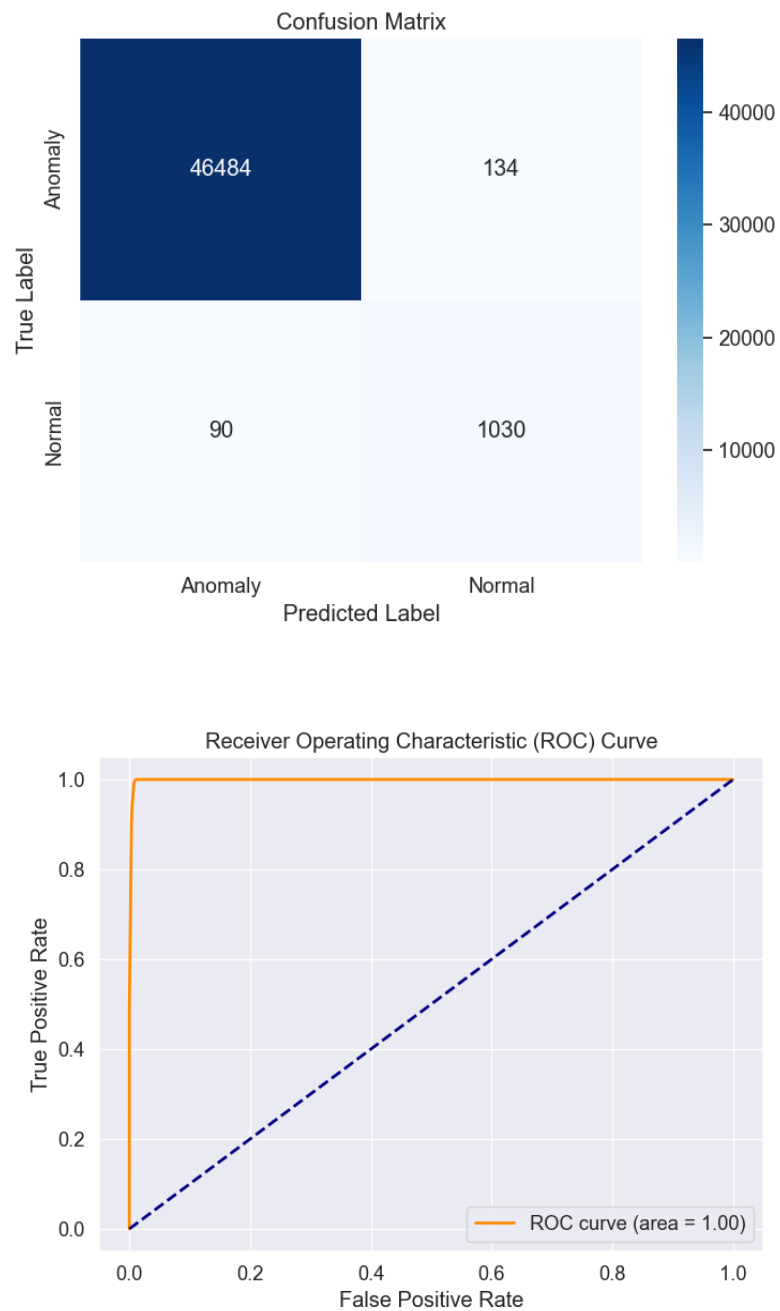 Confusion Matrix
Anomaly
46484
134
40000
30000
20000
10000
True Label
Normal
90
1030
Anomaly
Normal
Predicted Label
Receiver Operating Characteristic (ROC) Curve
1.0
0.8
0.6
0.4
0.2
0.0
True Positive Rate
ROC curve (area = 1.00)
0.0
0.2
0.4
0.6
0.8
1.0
False Positive Rate